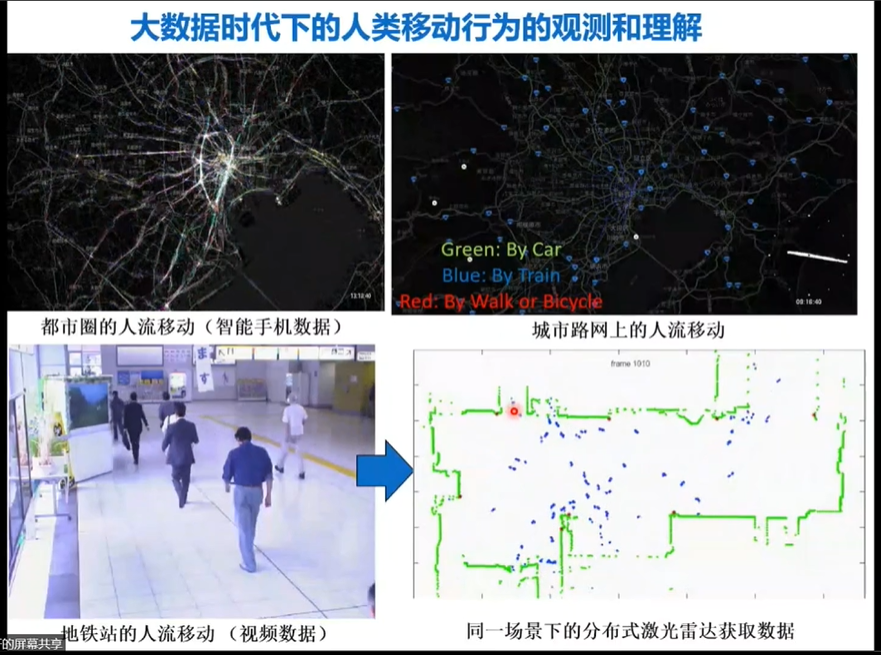 大数据时代下的人类移动行为的观测和理解
Green: By Car
Blue: By Train
Red: By Walk or Bicycle
13:12:40
08:18:40
都市圈的人流移动（智能手机数据）
城市路网上的人流移动
ます
frame 1010
地铁站的人流移动 （视频数据）
同一场景下的分布式激光雷达获取数据
的屏幕共享